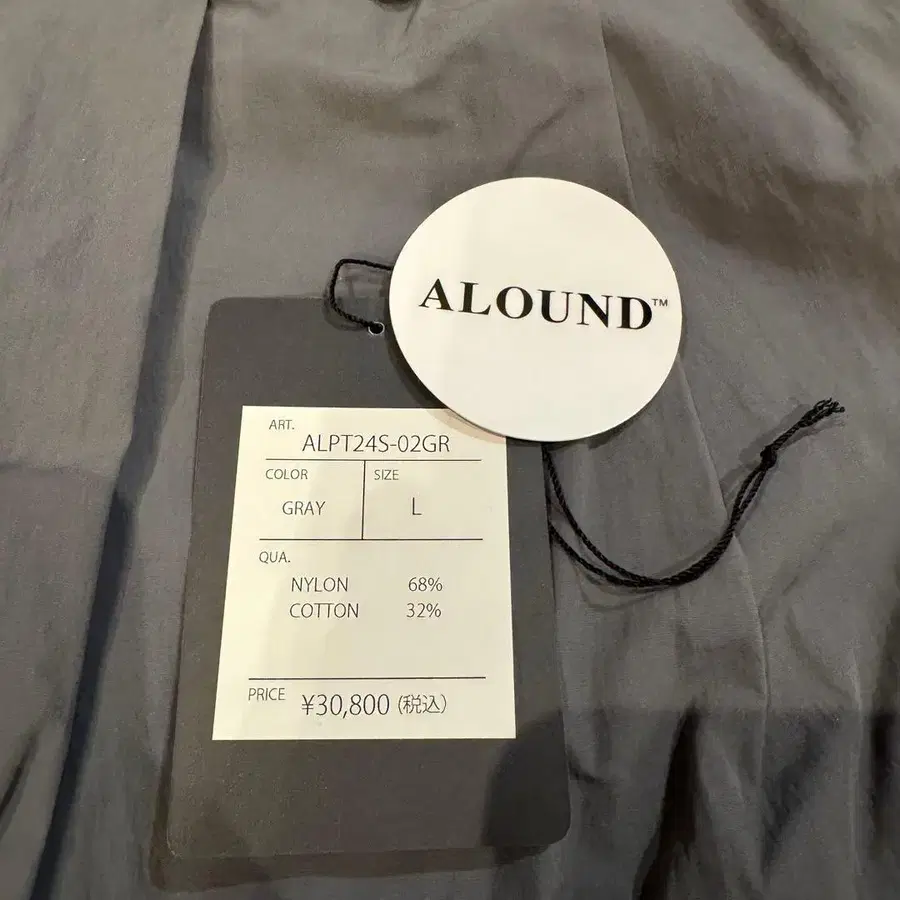 ALOUND™
ART.
ALPT24S-02GR
COLOR SIZE
GRAY L
QUA.
NYLON 68%
COTTON 32%
PRICE ¥30,800 (税込)